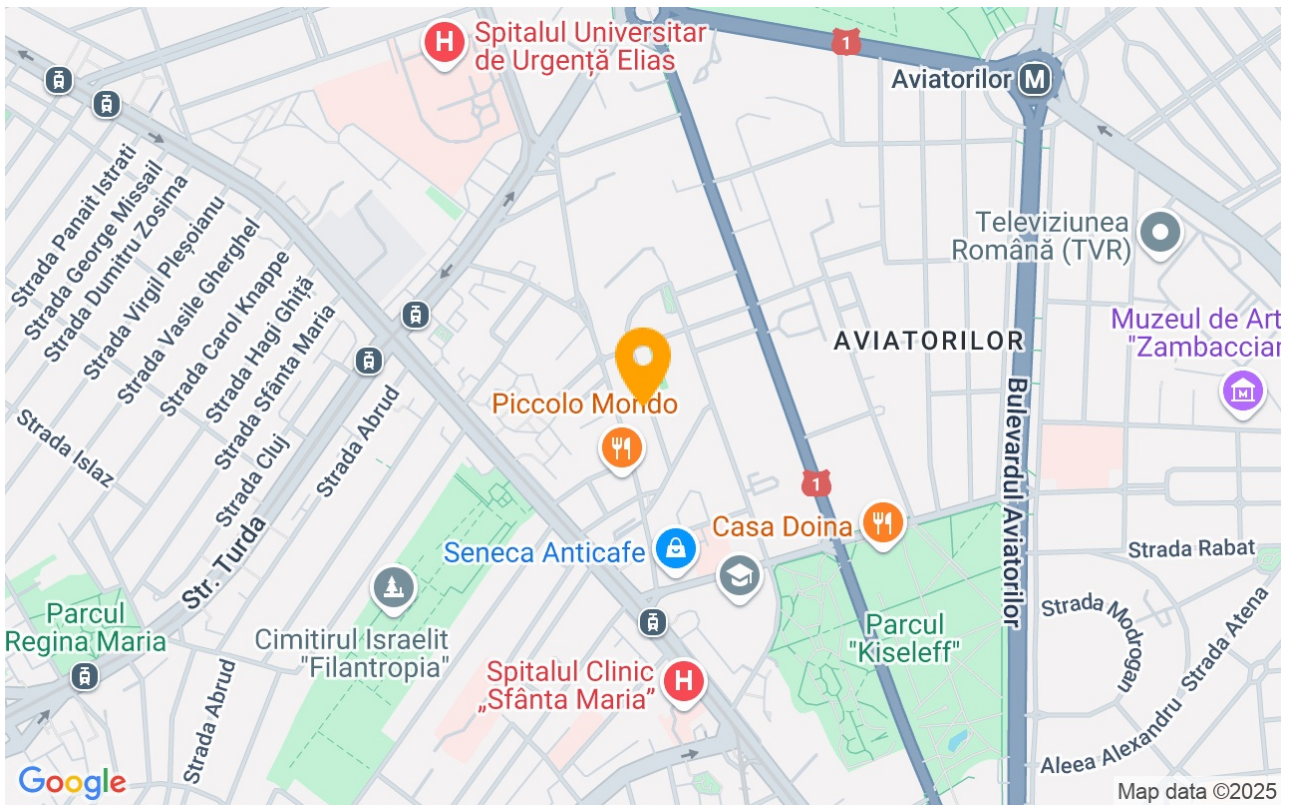 Spitalul Universitar
de Urgență Elias
H
1
Aviatorilor
M
Televiziunea
Română (TVR)
Muzeul de Art
"Zambaccian
M
AVIATORILOR
Strada Panait Istrati
Strada George Missail
Strada Dumitru Zosima
Strada Virgil Pleșoianu
Strada Vasile Gherghel
Strada Carol Knappe
Strada Hagi Ghiță
Strada Sfânta Maria
Strada Cluj
Strada Abrud
Strada Islaz
Str. Turda
Piccolo Mondo
Bulevardul Aviatorilor
1
Casa Doina
Seneca Anticafe
Strada Rabat
Parcul
Regina Maria
Cimitirul Israelit
"Filantropia"
Parcul
"Kiseleff"
Strada Modrogan
Strada Atena
Spitalul Clinic
„Sfânta Maria”
H
Strada Abrud
Aleea Alexandru
Google
Map data ©2025